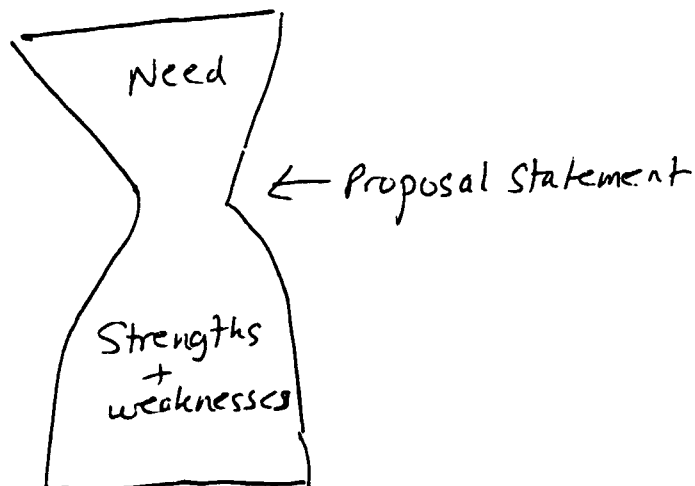 Need
← Proposal Statement
Strengths
+
weaknesses